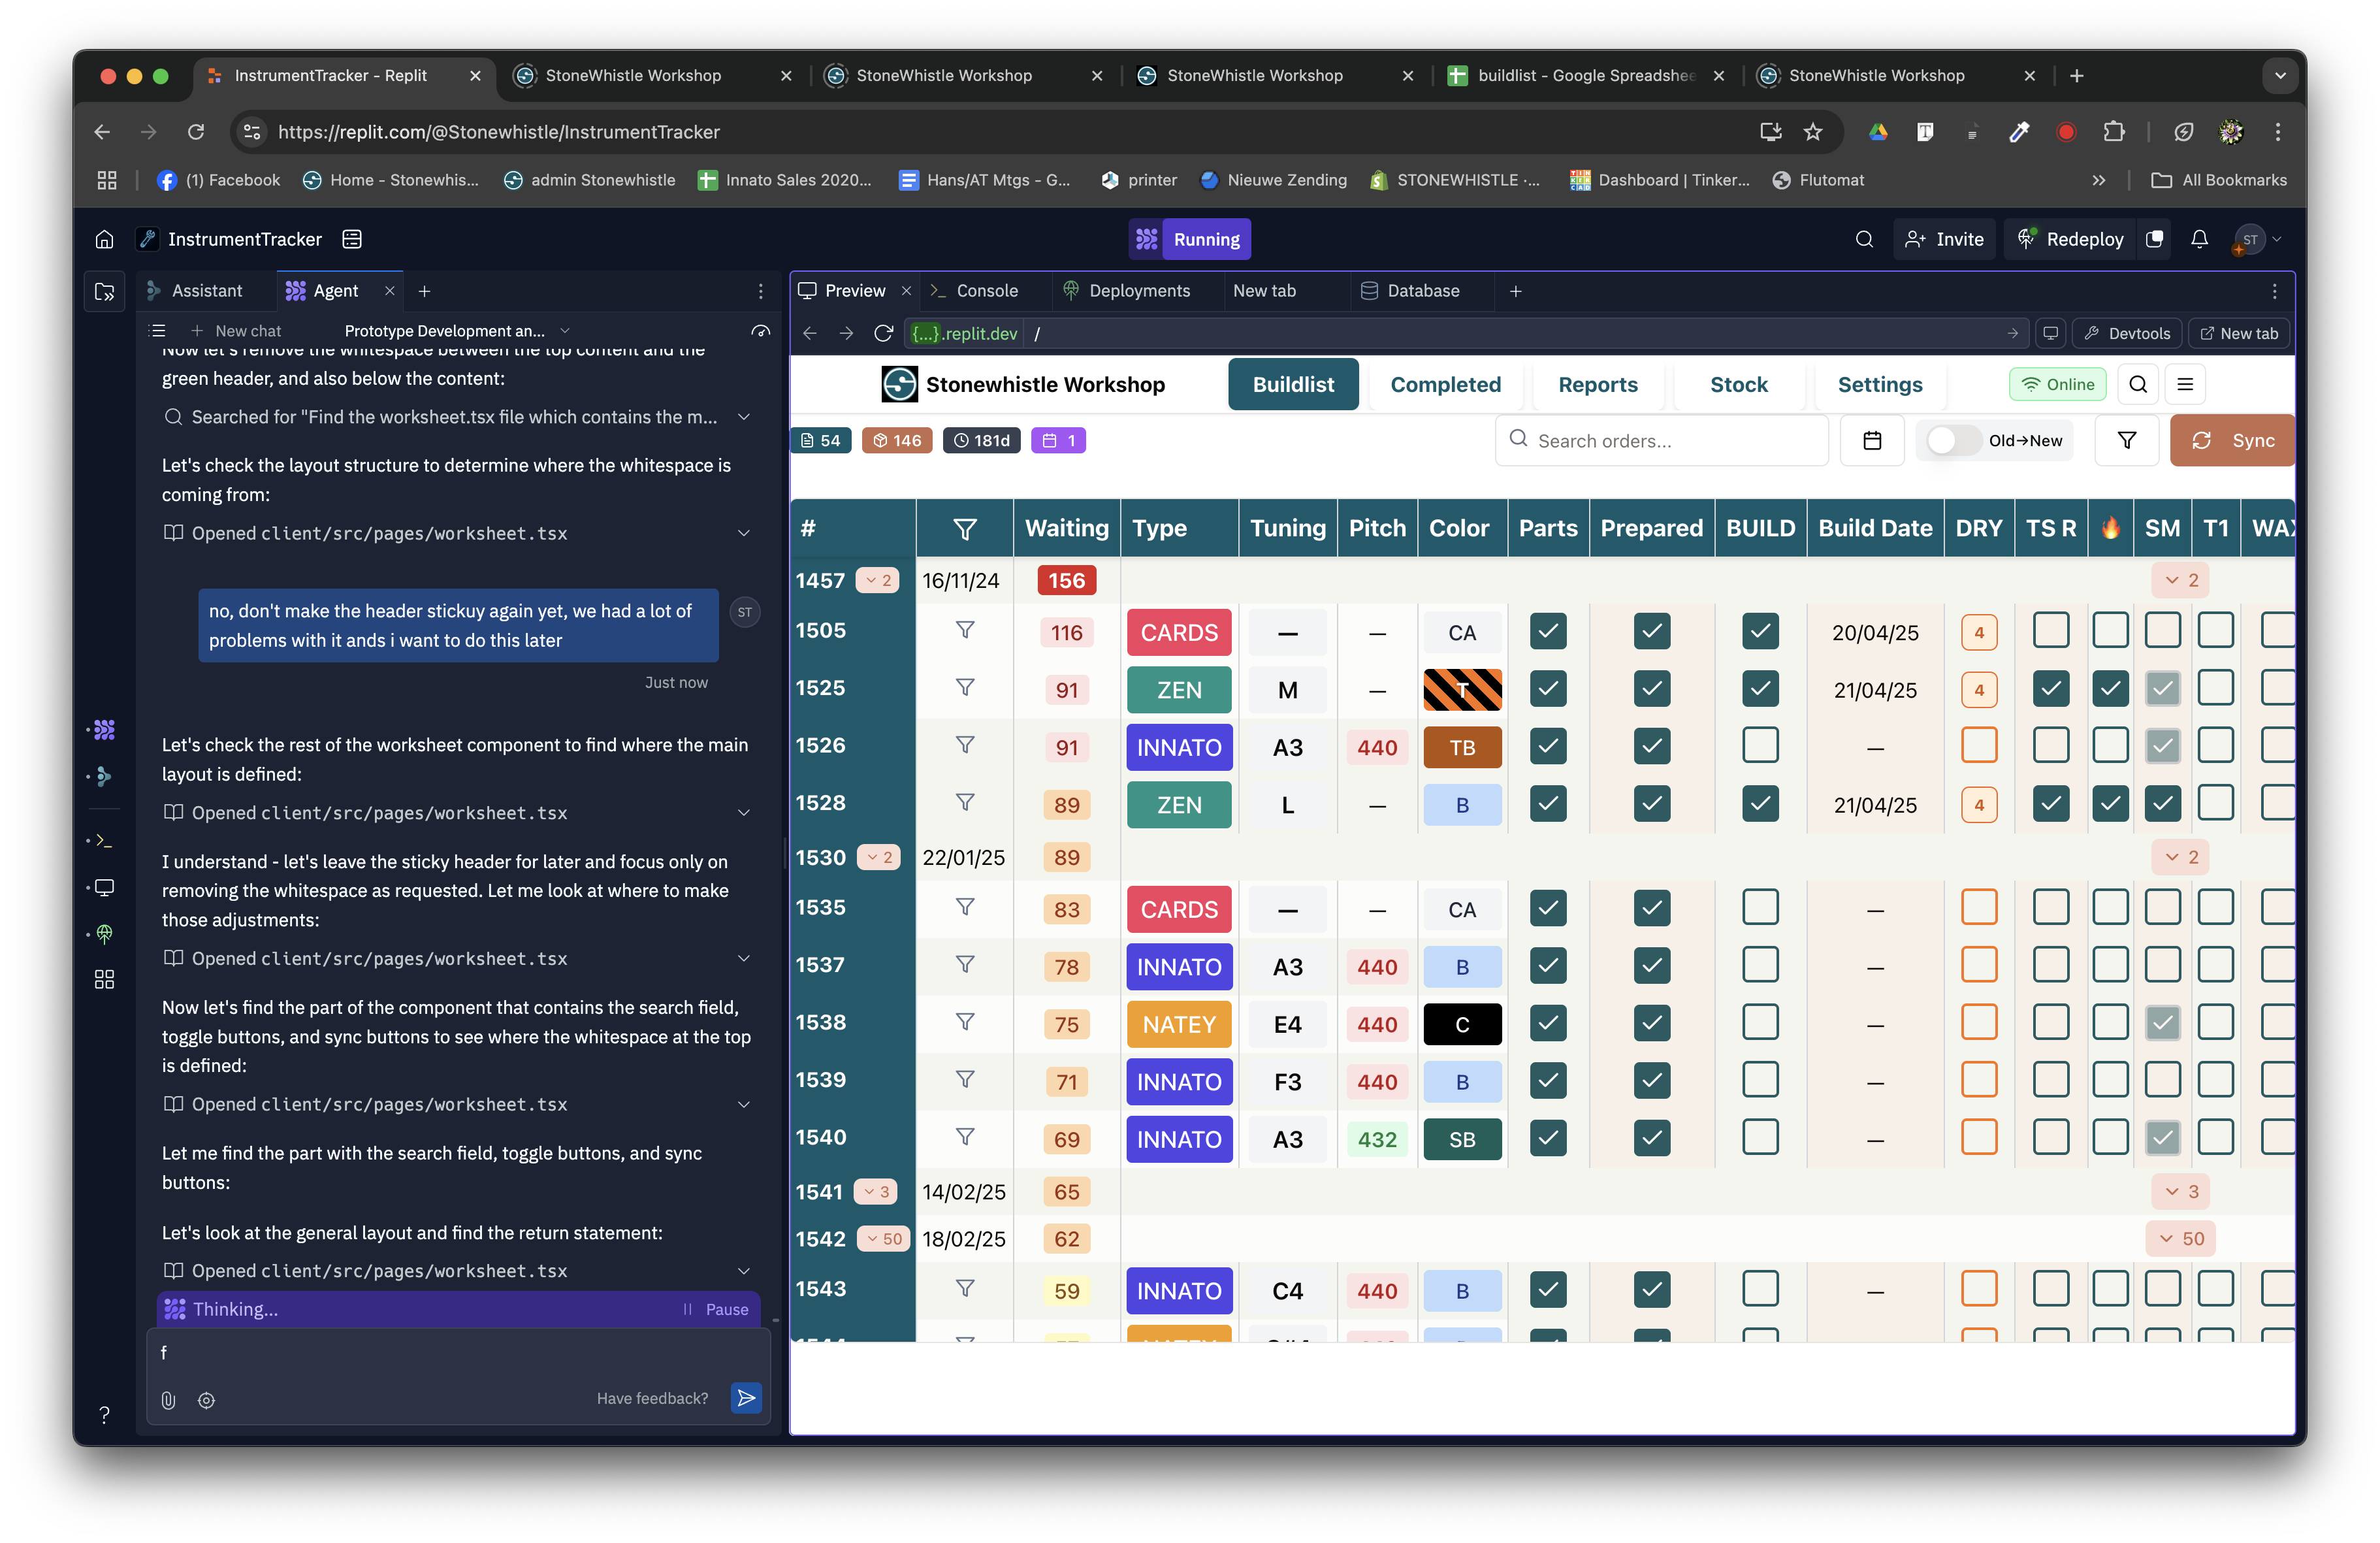 InstrumentTracker - Replit
StoneWhistle Workshop
StoneWhistle Workshop
StoneWhistle Workshop
buildlist - Google Spreadshee
StoneWhistle Workshop
https://replit.com/@Stonewhistle/InstrumentTracker
(1) Facebook
Home - Stonewhis...
admin Stonewhistle
Innato Sales 2020...
Hans/AT Mtgs - G...
printer
Nieuwe Zending
STONEWHISTLE ·...
Dashboard | Tinker...
Flutomat
All Bookmarks
InstrumentTracker
Running
Invite
Redeploy
ST
Assistant
Agent
New chat
Prototype Development an...
Now let's remove the whitespace between the top content and the
green header, and also below the content:
Searched for "Find the worksheet.tsx file which contains the m...
Let's check the layout structure to determine where the whitespace is
coming from:
Opened client/src/pages/worksheet.tsx
no, don't make the header stickuy again yet, we had a lot of
problems with it ands i want to do this later
ST
Just now
Let's check the rest of the worksheet component to find where the main
layout is defined:
Opened client/src/pages/worksheet.tsx
I understand - let's leave the sticky header for later and focus only on
removing the whitespace as requested. Let me look at where to make
those adjustments:
Opened client/src/pages/worksheet.tsx
Now let's find the part of the component that contains the search field,
toggle buttons, and sync buttons to see where the whitespace at the top
is defined:
Opened client/src/pages/worksheet.tsx
Let me find the part with the search field, toggle buttons, and sync
buttons:
Let's look at the general layout and find the return statement:
Opened client/src/pages/worksheet.tsx
Thinking...
Pause
f
Have feedback?
Preview
Console
Deployments
New tab
Database
{...}.replit.dev /
Devtools
New tab
Stonewhistle Workshop
Buildlist
Completed
Reports
Stock
Settings
Online
54 146 181d 1
Search orders...
Old→New
Sync
# Waiting Type Tuning Pitch Color Parts Prepared BUILD Build Date DRY TS R 🔥 SM T1 WAX
1457 2 16/11/24 156 2
1505 116 CARDS — — CA 20/04/25 4
1525 91 ZEN M — T 21/04/25 4
1526 91 INNATO A3 440 TB —
1528 89 ZEN L — B 21/04/25 4
1530 2 22/01/25 89 2
1535 83 CARDS — — CA —
1537 78 INNATO A3 440 B —
1538 75 NATEY E4 440 C —
1539 71 INNATO F3 440 B —
1540 69 INNATO A3 432 SB —
1541 3 14/02/25 65 3
1542 50 18/02/25 62 50
1543 59 INNATO C4 440 B —